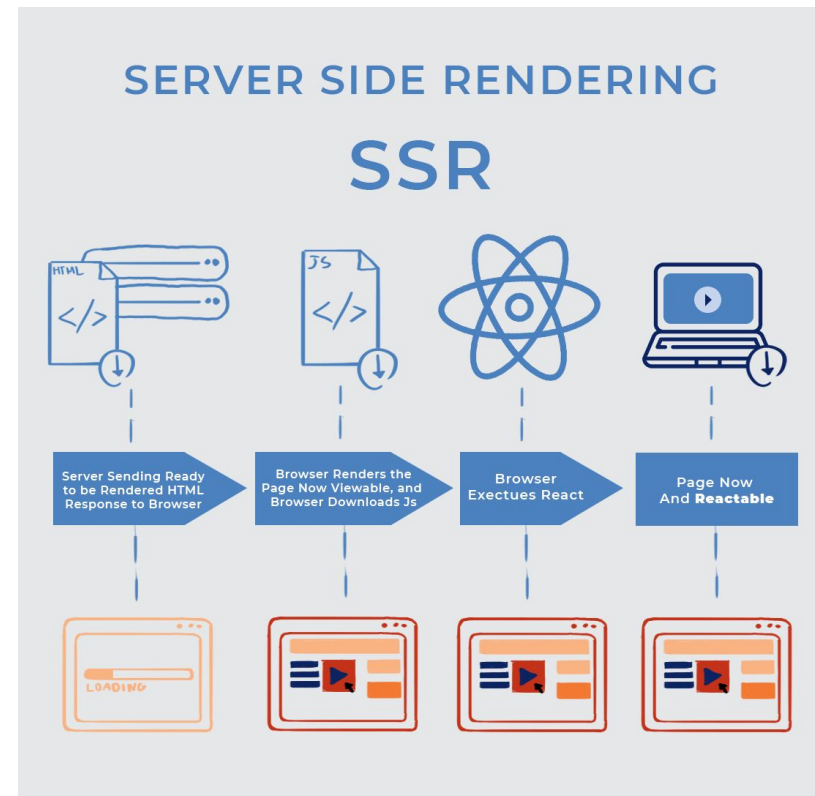 SERVER SIDE RENDERING
SSR
HTML
</>
JS
</>
Server Sending Ready
to be Rendered HTML
Response to Browser
Browser Renders the
Page Now Viewable, and
Browser Downloads Js
Browser
Exectues React
Page Now
And Reactable
LOADING